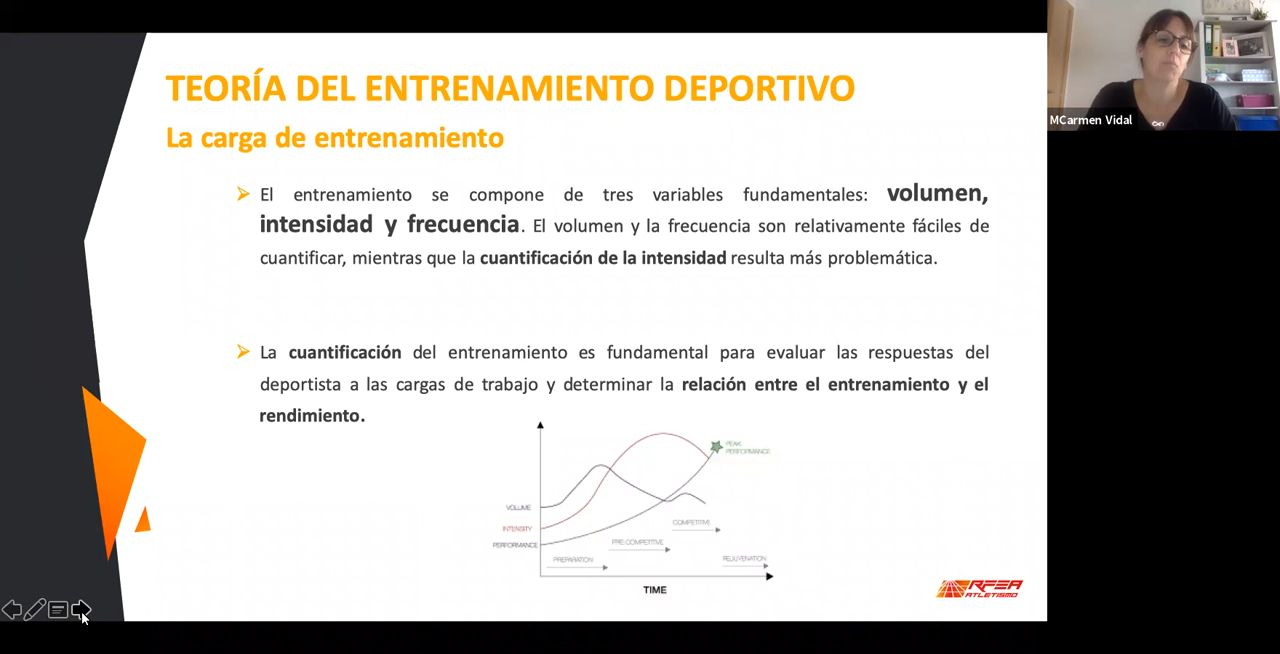 TEORÍA DEL ENTRENAMIENTO DEPORTIVO
La carga de entrenamiento
El entrenamiento se compone de tres variables fundamentales: volumen,
intensidad y frecuencia. El volumen y la frecuencia son relativamente fáciles de
cuantificar, mientras que la cuantificación de la intensidad resulta más problemática.
La cuantificación del entrenamiento es fundamental para evaluar las respuestas del
deportista a las cargas de trabajo y determinar la relación entre el entrenamiento y el
rendimiento.
PEAK
PERFORMANCE
VOLUME
INTENSITY
PERFORMANCE
COMPETITIVE
PRE-COMPETITIVE
PREPARATION
REJUVENATION
TIME
RFEA
ATLETISMO
MCarmen Vidal